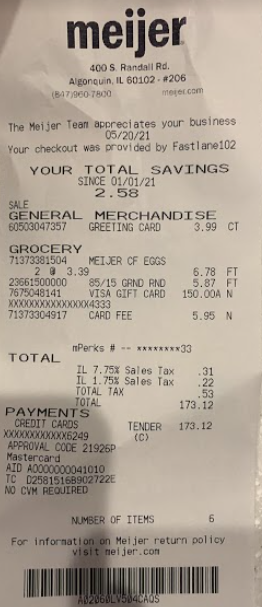 meijer
400 S. Randall Rd.
Algonquin, IL 60102 - #206
(847)960-7800 meijer.com
The Meijer Team appreciates your business
05/20/21
Your checkout was provided by Fastlane102
YOUR TOTAL SAVINGS
SINCE 01/01/21
2.58
SALE
GENERAL MERCHANDISE
60503047357 GREETING CARD 3.99 CT
GROCERY
71373381504 MEIJER CF EGGS
2 @ 3.39 6.78 FT
23661500000 85/15 GRND RND 5.87 FT
7675048141 VISA GIFT CARD 150.00A N
XXXXXXXXXXXXXXX4333
71373304917 CARD FEE 5.95 N
mPerks # -- ********33
TOTAL
IL 7.75% Sales Tax .31
IL 1.75% Sales Tax .22
TOTAL TAX .53
TOTAL 173.12
PAYMENTS
CREDIT CARDS TENDER 173.12
XXXXXXXXXXXX6249 (C)
APPROVAL CODE 21926P
Mastercard
AID A0000000041010
TC D2581516B902722E
NO CVM REQUIRED
NUMBER OF ITEMS 6
For information on Meijer return policy
visit meijer.com
A02060LV504CAQS